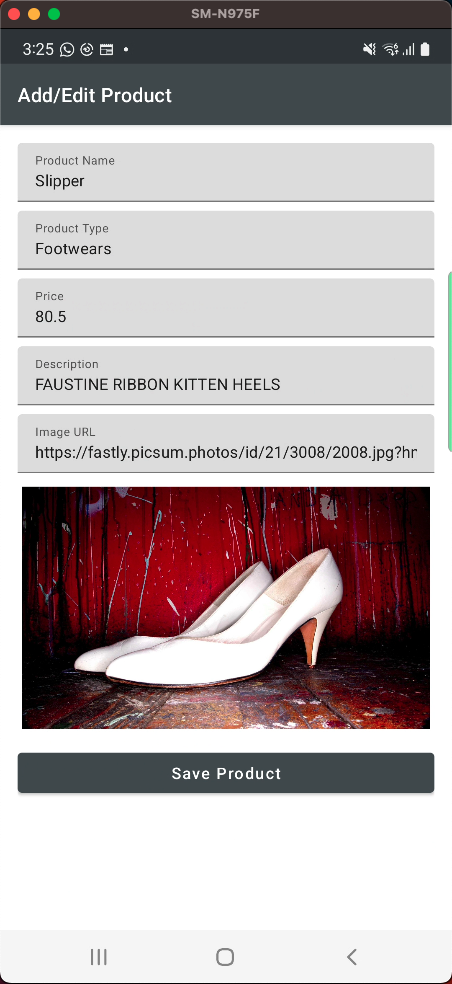 SM-N975F
3:25
Add/Edit Product
Product Name
Slipper
Product Type
Footwears
Price
80.5
Description
FAUSTINE RIBBON KITTEN HEELS
Image URL
https://fastly.picsum.photos/id/21/3008/2008.jpg?hr
Save Product